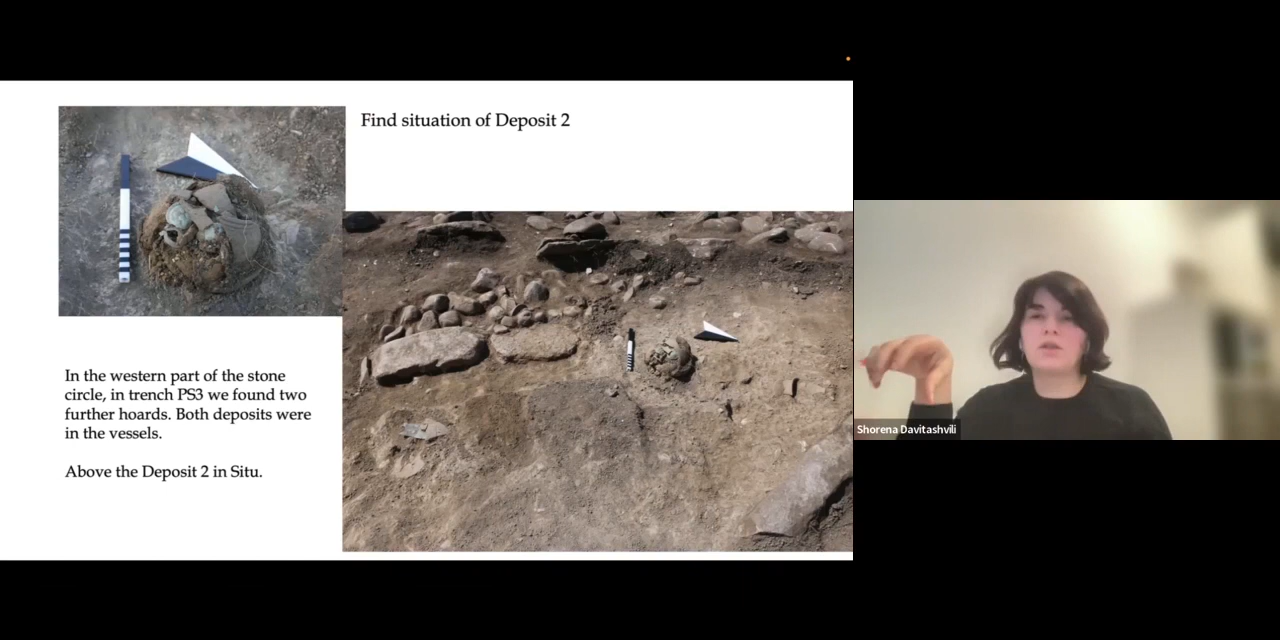 Find situation of Deposit 2
In the western part of the stone
circle, in trench PS3 we found two
further hoards. Both deposits were
in the vessels.
Above the Deposit 2 in Situ.
Shorena Davitashvili